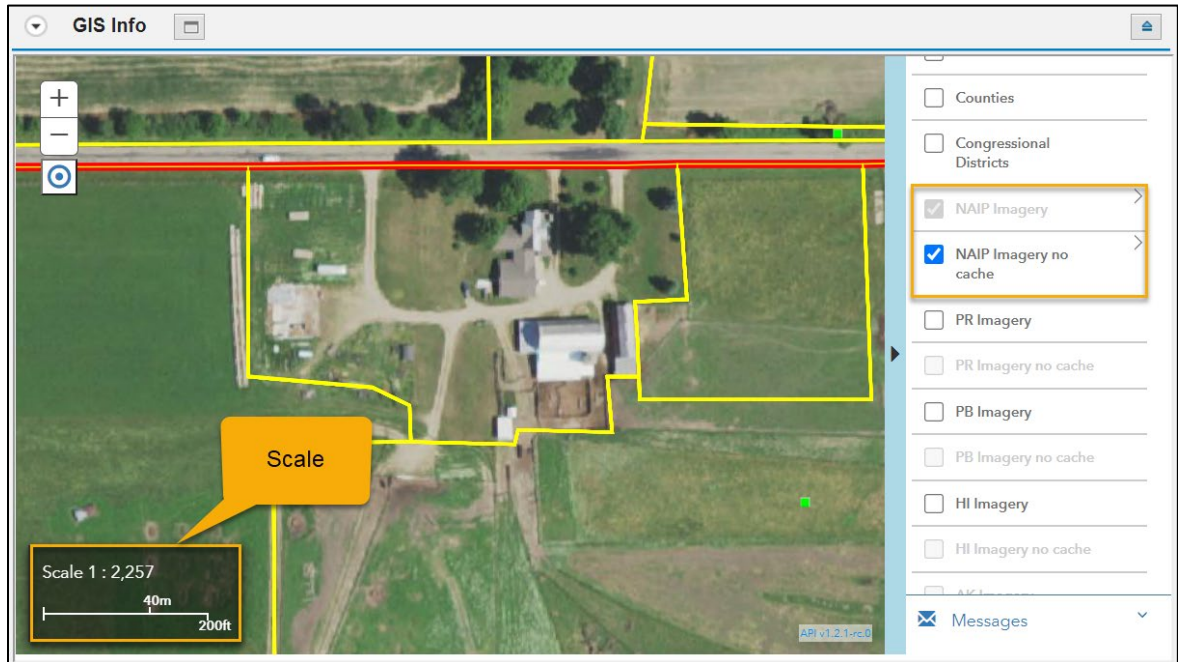 GIS Info
+
−
Scale
Scale 1 : 2,257
40m
200ft
API v1.2.1-rc.0
Counties
Congressional
Districts
NAIP Imagery
NAIP Imagery no
cache
PR Imagery
PR Imagery no cache
PB Imagery
PB Imagery no cache
HI Imagery
HI Imagery no cache
AK Imagery
Messages